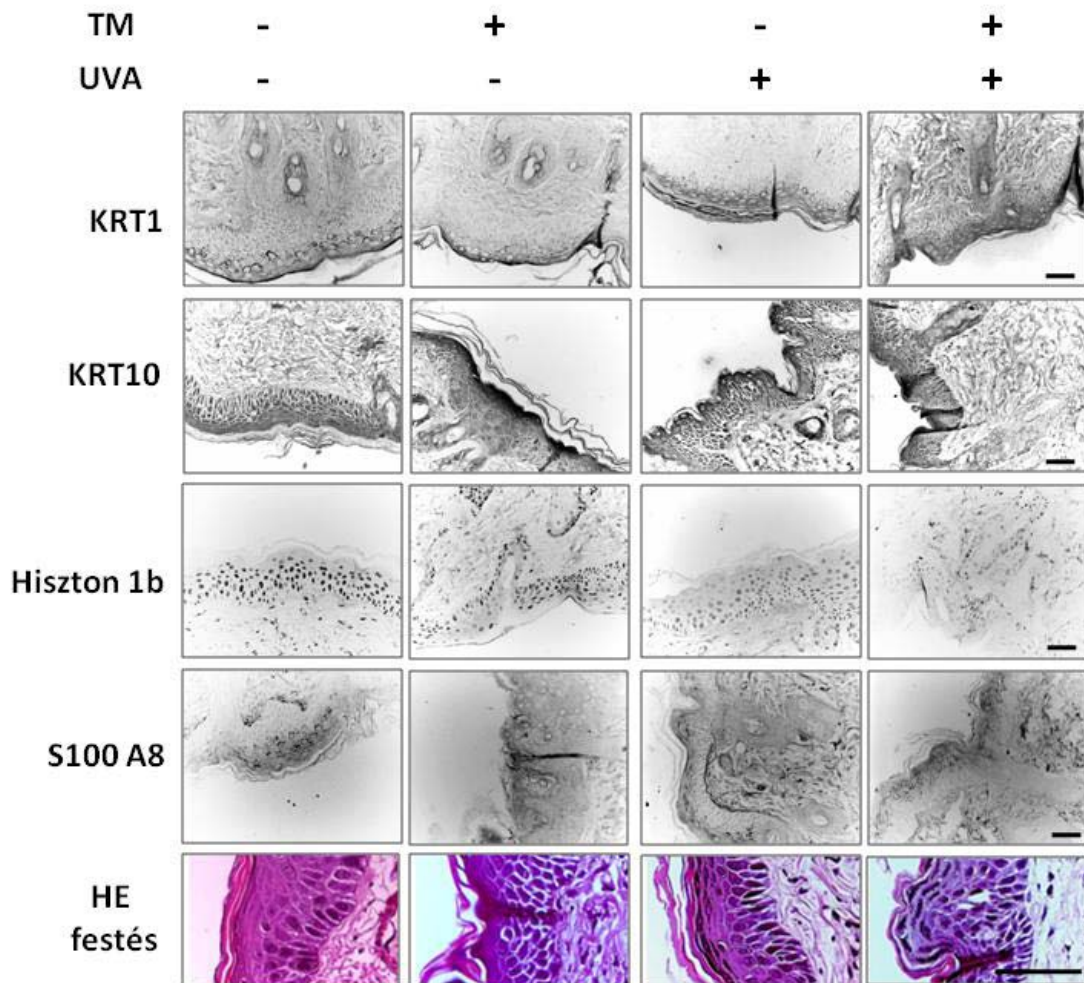 TM - + - +
UVA - - + +
KRT1
KRT10
Hiszton 1b
S100 A8
HE
festés